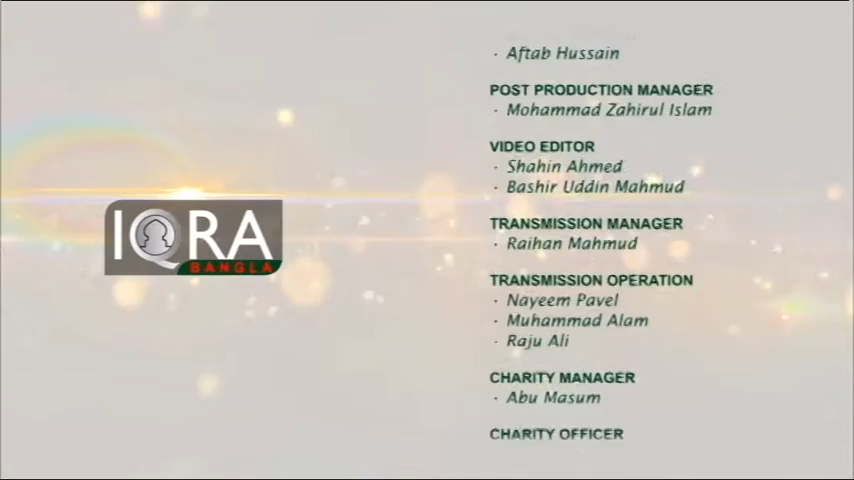 IQRA
BANGLA
· Aftab Hussain
POST PRODUCTION MANAGER
· Mohammad Zahirul Islam
VIDEO EDITOR
· Shahin Ahmed
· Bashir Uddin Mahmud
TRANSMISSION MANAGER
· Raihan Mahmud
TRANSMISSION OPERATION
· Nayeem Pavel
· Muhammad Alam
· Raju Ali
CHARITY MANAGER
· Abu Masum
CHARITY OFFICER